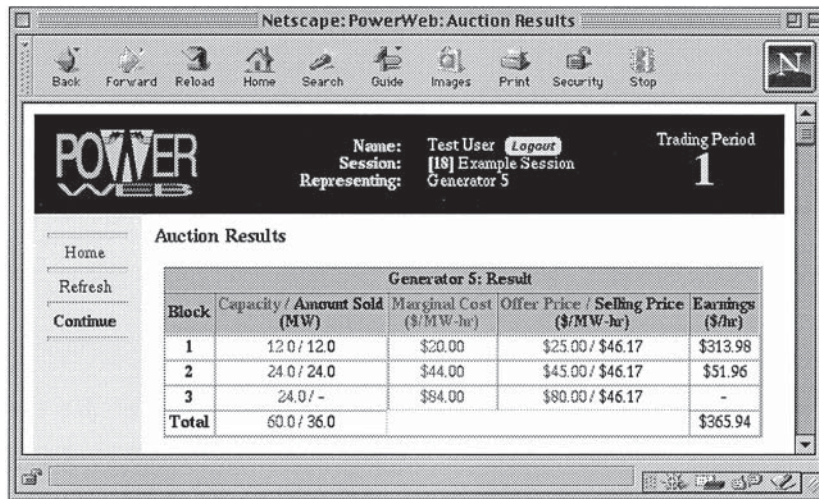 Netscape: PowerWeb: Auction Results
Back Forward Reload Home Search Guide Images Print Security Stop
N
POWER WEB
Name: Test User Logout
Session: [18] Example Session
Representing: Generator 5
Trading Period
1
Home
Refresh
Continue
Auction Results
Generator 5: Result
Block Capacity / Amount Sold (MW) Marginal Cost ($/MW-hr) Offer Price / Selling Price ($/MW-hr) Earnings ($/hr)
1 12.0 / 12.0 $20.00 $25.00 / $46.17 $313.98
2 24.0 / 24.0 $44.00 $45.00 / $46.17 $51.96
3 24.0 / - $84.00 $80.00 / $46.17 -
Total 60.0 / 36.0 $365.94